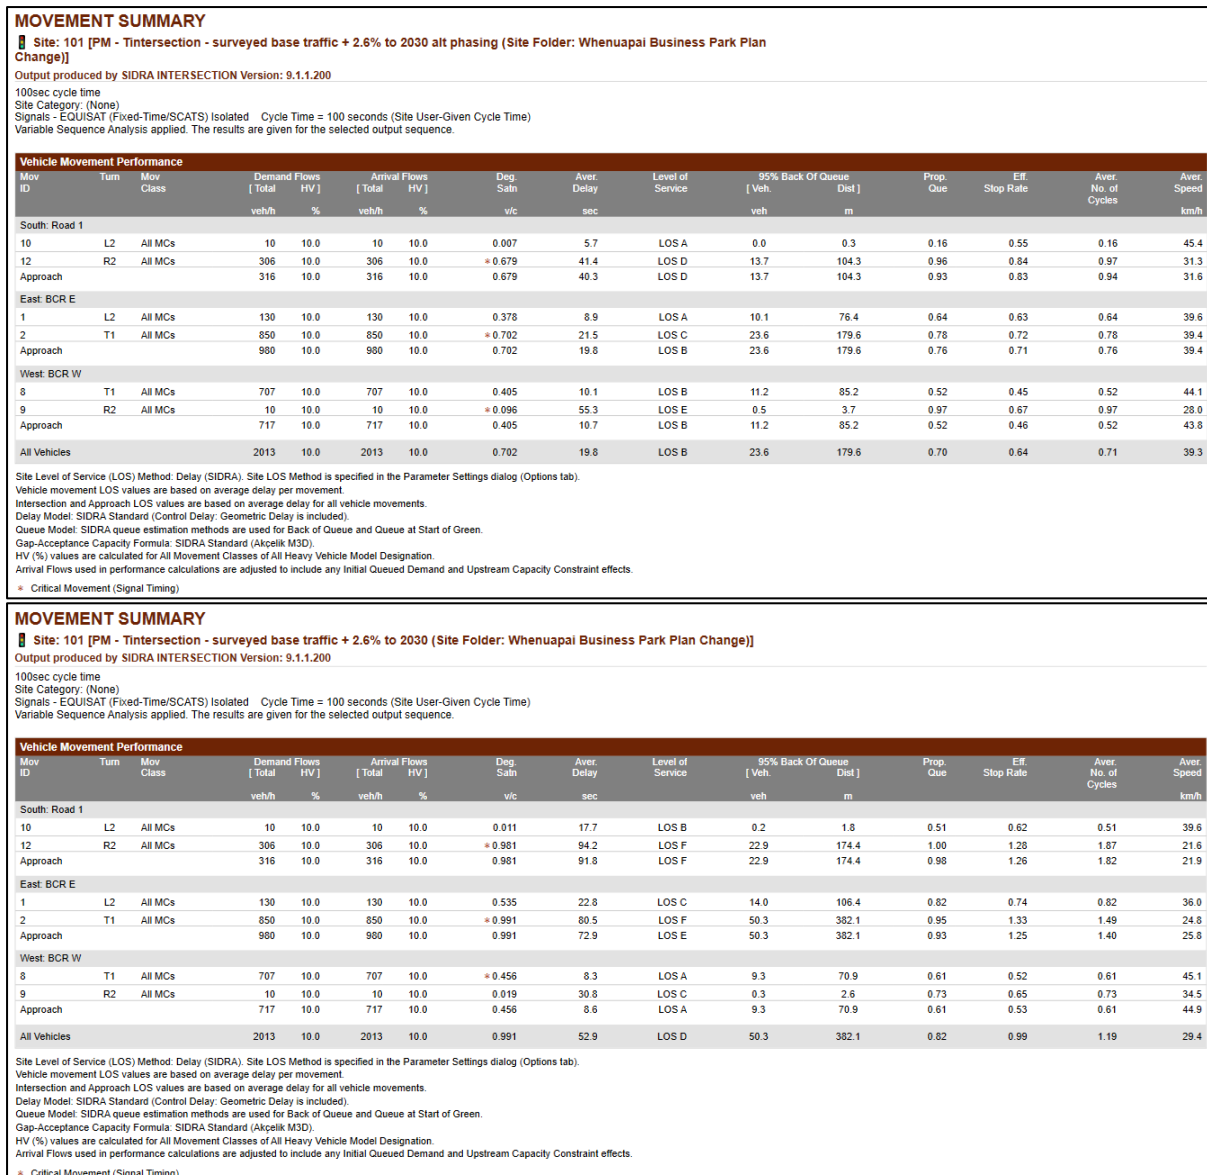 MOVEMENT SUMMARY
Site: 101 [PM - Tintersection - surveyed base traffic + 2.6% to 2030 alt phasing (Site Folder: Whenuapai Business Park Plan
Change)]
Output produced by SIDRA INTERSECTION Version: 9.1.1.200
100sec cycle time
Site Category: (None)
Signals - EQUISAT (Fixed-Time/SCATS) Isolated Cycle Time = 100 seconds (Site User-Given Cycle Time)
Variable Sequence Analysis applied. The results are given for the selected output sequence.
Vehicle Movement Performance
Mov Turn Mov Demand Flows Arrival Flows Deg. Aver. Level of 95% Back Of Queue Prop. Eff. Aver. Aver.
ID Class [ Total HV ] [ Total HV ] Satn Delay Service [ Veh. Dist ] Que Stop Rate No. of Speed
Cycles
veh/h % veh/h % v/c sec veh m km/h
South: Road 1
10 L2 All MCs 10 10.0 10 10.0 0.007 5.7 LOS A 0.0 0.3 0.16 0.55 0.16 45.4
12 R2 All MCs 306 10.0 306 10.0 * 0.679 41.4 LOS D 13.7 104.3 0.96 0.84 0.97 31.3
Approach 316 10.0 316 10.0 0.679 40.3 LOS D 13.7 104.3 0.93 0.83 0.94 31.6
East: BCR E
1 L2 All MCs 130 10.0 130 10.0 0.378 8.9 LOS A 10.1 76.4 0.64 0.63 0.64 39.6
2 T1 All MCs 850 10.0 850 10.0 * 0.702 21.5 LOS C 23.6 179.6 0.78 0.72 0.78 39.4
Approach 980 10.0 980 10.0 0.702 19.8 LOS B 23.6 179.6 0.76 0.71 0.76 39.4
West: BCR W
8 T1 All MCs 707 10.0 707 10.0 0.405 10.1 LOS B 11.2 85.2 0.52 0.45 0.52 44.1
9 R2 All MCs 10 10.0 10 10.0 * 0.096 55.3 LOS E 0.5 3.7 0.97 0.67 0.97 28.0
Approach 717 10.0 717 10.0 0.405 10.7 LOS B 11.2 85.2 0.52 0.46 0.52 43.8
All Vehicles 2013 10.0 2013 10.0 0.702 19.8 LOS B 23.6 179.6 0.70 0.64 0.71 39.3
Site Level of Service (LOS) Method: Delay (SIDRA). Site LOS Method is specified in the Parameter Settings dialog (Options tab).
Vehicle movement LOS values are based on average delay per movement.
Intersection and Approach LOS values are based on average delay for all vehicle movements.
Delay Model: SIDRA Standard (Control Delay: Geometric Delay is included).
Queue Model: SIDRA queue estimation methods are used for Back of Queue and Queue at Start of Green.
Gap-Acceptance Capacity Formula: SIDRA Standard (Akçelik M3D).
HV (%) values are calculated for All Movement Classes of All Heavy Vehicle Model Designation.
Arrival Flows used in performance calculations are adjusted to include any Initial Queued Demand and Upstream Capacity Constraint effects.
* Critical Movement (Signal Timing)
MOVEMENT SUMMARY
Site: 101 [PM - Tintersection - surveyed base traffic + 2.6% to 2030 (Site Folder: Whenuapai Business Park Plan Change)]
Output produced by SIDRA INTERSECTION Version: 9.1.1.200
100sec cycle time
Site Category: (None)
Signals - EQUISAT (Fixed-Time/SCATS) Isolated Cycle Time = 100 seconds (Site User-Given Cycle Time)
Variable Sequence Analysis applied. The results are given for the selected output sequence.
Vehicle Movement Performance
Mov Turn Mov Demand Flows Arrival Flows Deg. Aver. Level of 95% Back Of Queue Prop. Eff. Aver. Aver.
ID Class [ Total HV ] [ Total HV ] Satn Delay Service [ Veh. Dist ] Que Stop Rate No. of Speed
Cycles
veh/h % veh/h % v/c sec veh m km/h
South: Road 1
10 L2 All MCs 10 10.0 10 10.0 0.011 17.7 LOS B 0.2 1.8 0.51 0.62 0.51 39.6
12 R2 All MCs 306 10.0 306 10.0 * 0.981 94.2 LOS F 22.9 174.4 1.00 1.28 1.87 21.6
Approach 316 10.0 316 10.0 0.981 91.8 LOS F 22.9 174.4 0.98 1.26 1.82 21.9
East: BCR E
1 L2 All MCs 130 10.0 130 10.0 0.535 22.8 LOS C 14.0 106.4 0.82 0.74 0.82 36.0
2 T1 All MCs 850 10.0 850 10.0 * 0.991 80.5 LOS F 50.3 382.1 0.95 1.33 1.49 24.8
Approach 980 10.0 980 10.0 0.991 72.9 LOS E 50.3 382.1 0.93 1.25 1.40 25.8
West: BCR W
8 T1 All MCs 707 10.0 707 10.0 * 0.456 8.3 LOS A 9.3 70.9 0.61 0.52 0.61 45.1
9 R2 All MCs 10 10.0 10 10.0 0.019 30.8 LOS C 0.3 2.6 0.73 0.65 0.73 34.5
Approach 717 10.0 717 10.0 0.456 8.6 LOS A 9.3 70.9 0.61 0.53 0.61 44.9
All Vehicles 2013 10.0 2013 10.0 0.991 52.9 LOS D 50.3 382.1 0.82 0.99 1.19 29.4
Site Level of Service (LOS) Method: Delay (SIDRA). Site LOS Method is specified in the Parameter Settings dialog (Options tab).
Vehicle movement LOS values are based on average delay per movement.
Intersection and Approach LOS values are based on average delay for all vehicle movements.
Delay Model: SIDRA Standard (Control Delay: Geometric Delay is included).
Queue Model: SIDRA queue estimation methods are used for Back of Queue and Queue at Start of Green.
Gap-Acceptance Capacity Formula: SIDRA Standard (Akçelik M3D).
HV (%) values are calculated for All Movement Classes of All Heavy Vehicle Model Designation.
Arrival Flows used in performance calculations are adjusted to include any Initial Queued Demand and Upstream Capacity Constraint effects.
* Critical Movement (Signal Timing)